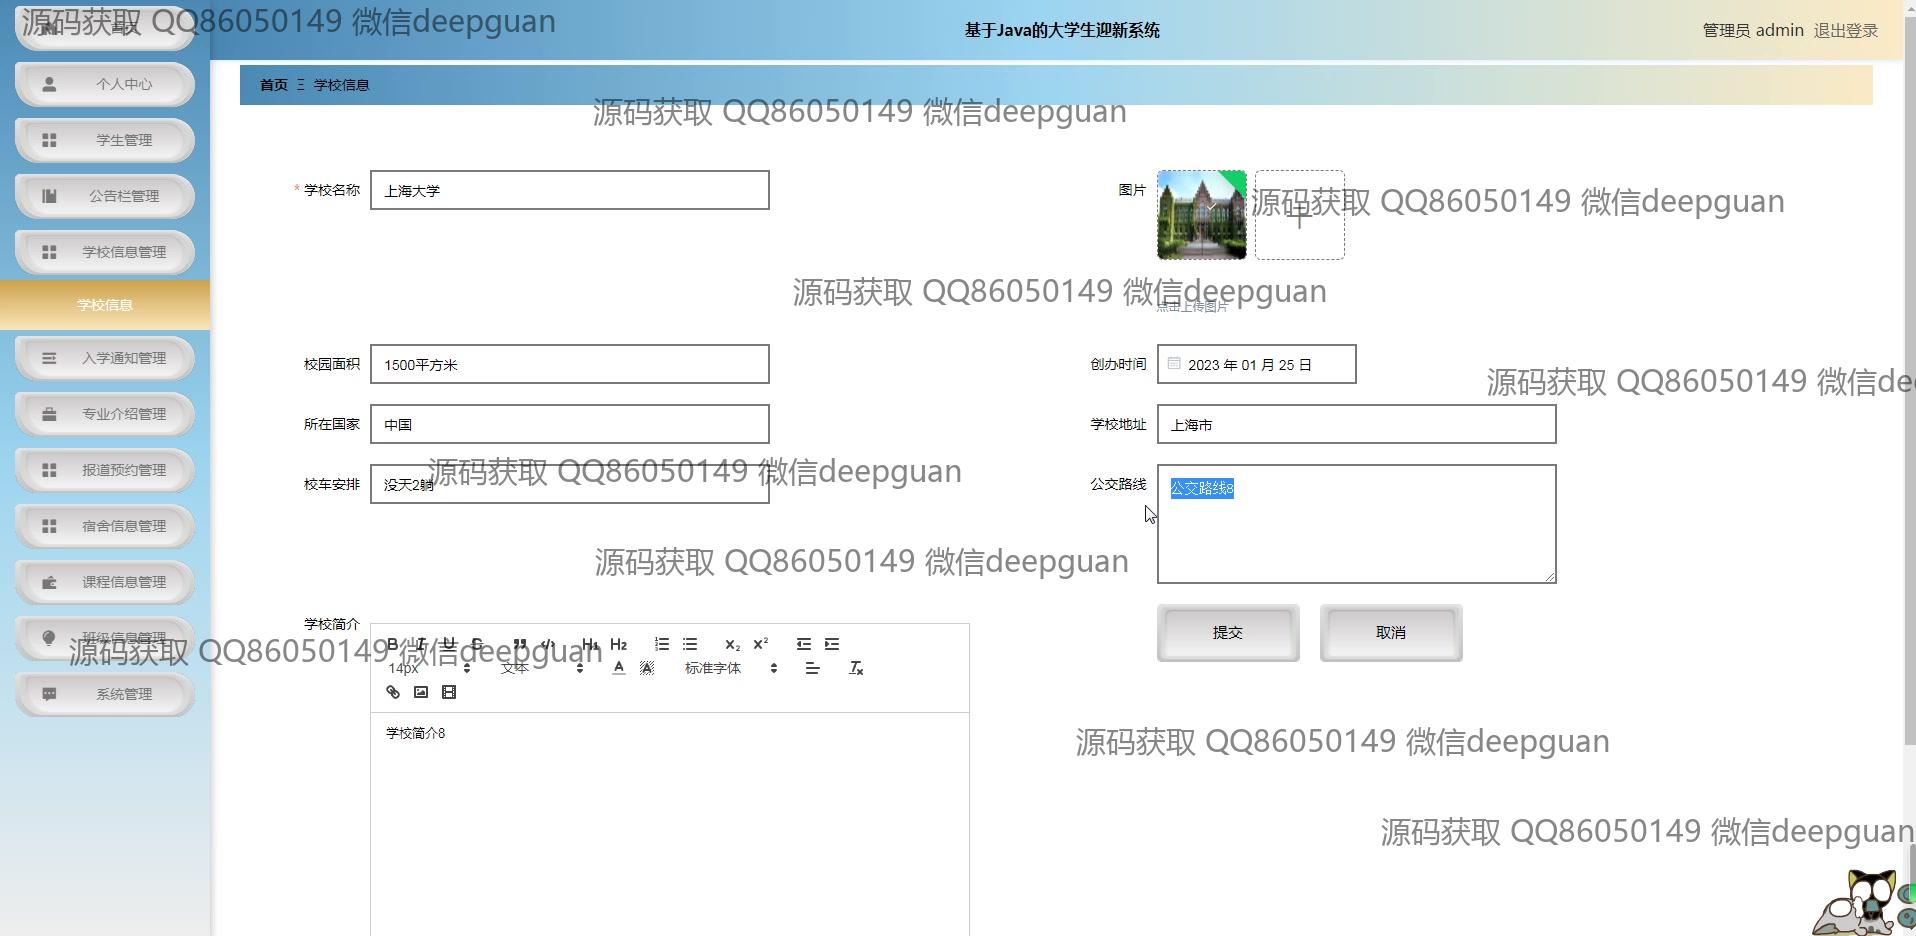 源码获取 QQ86050149 微信deepguan
首页
基于Java的大学生迎新系统
管理员 admin 退出登录
个人中心
首页 Ξ 学校信息
源码获取 QQ86050149 微信deepguan
学生管理
公告栏管理
* 学校名称 上海大学
图片
源码获取 QQ86050149 微信deepguan
学校信息管理
源码获取 QQ86050149 微信deepguan
点击上传图片
学校信息
入学通知管理
校园面积 1500平方米
创办时间 2023 年 01 月 25 日
源码获取 QQ86050149 微信de
专业介绍管理
所在国家 中国
学校地址 上海市
报道预约管理
源码获取 QQ86050149 微信deepguan
校车安排 没天2躺
公交路线 公交路线8
宿舍信息管理
源码获取 QQ86050149 微信deepguan
课程信息管理
学校简介
提交 取消
班级信息管理
源码获取 QQ86050149 微信deepguan
B I U S H1 H2 X2 X2
14px 文本 A A 标准字体 Tx
系统管理
学校简介8
源码获取 QQ86050149 微信deepguan
源码获取 QQ86050149 微信deepguan